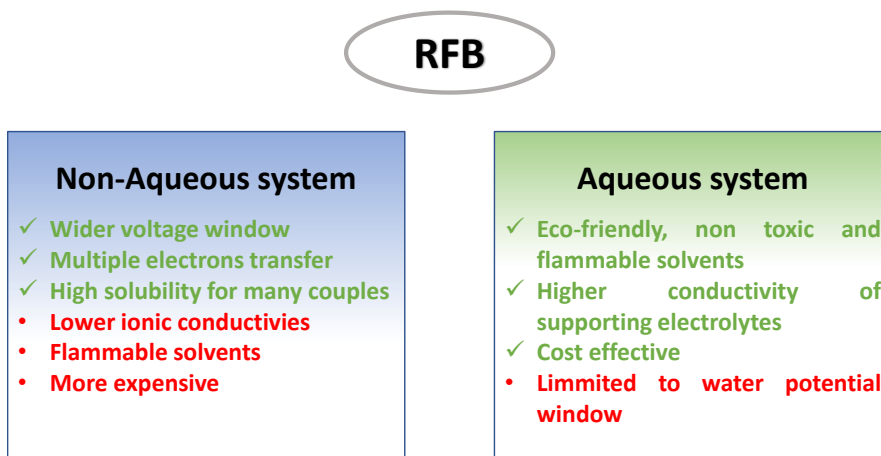 RFB
Non-Aqueous system
✓ Wider voltage window
✓ Multiple electrons transfer
✓ High solubility for many couples
• Lower ionic conductivies
• Flammable solvents
• More expensive
Aqueous system
✓ Eco-friendly, non toxic and
flammable solvents
✓ Higher conductivity of
supporting electrolytes
✓ Cost effective
• Limmited to water potential
window